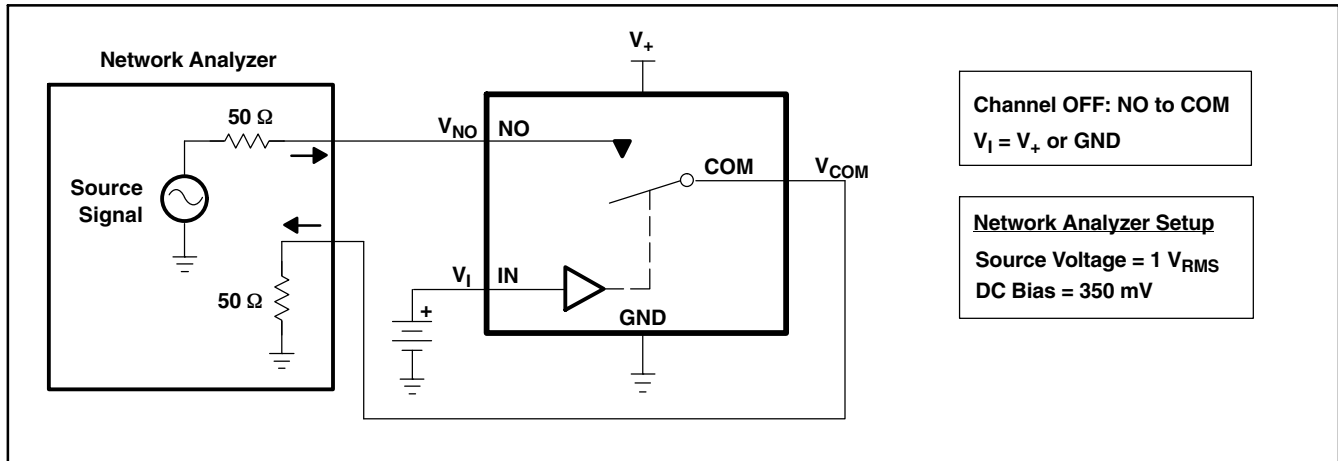 Network Analyzer
50 Ω
Source
Signal
50 Ω
V+
VNO
NO
COM
VCOM
VI
IN
+
GND
Channel OFF: NO to COM
VI = V+ or GND
Network Analyzer Setup
Source Voltage = 1 VRMS
DC Bias = 350 mV